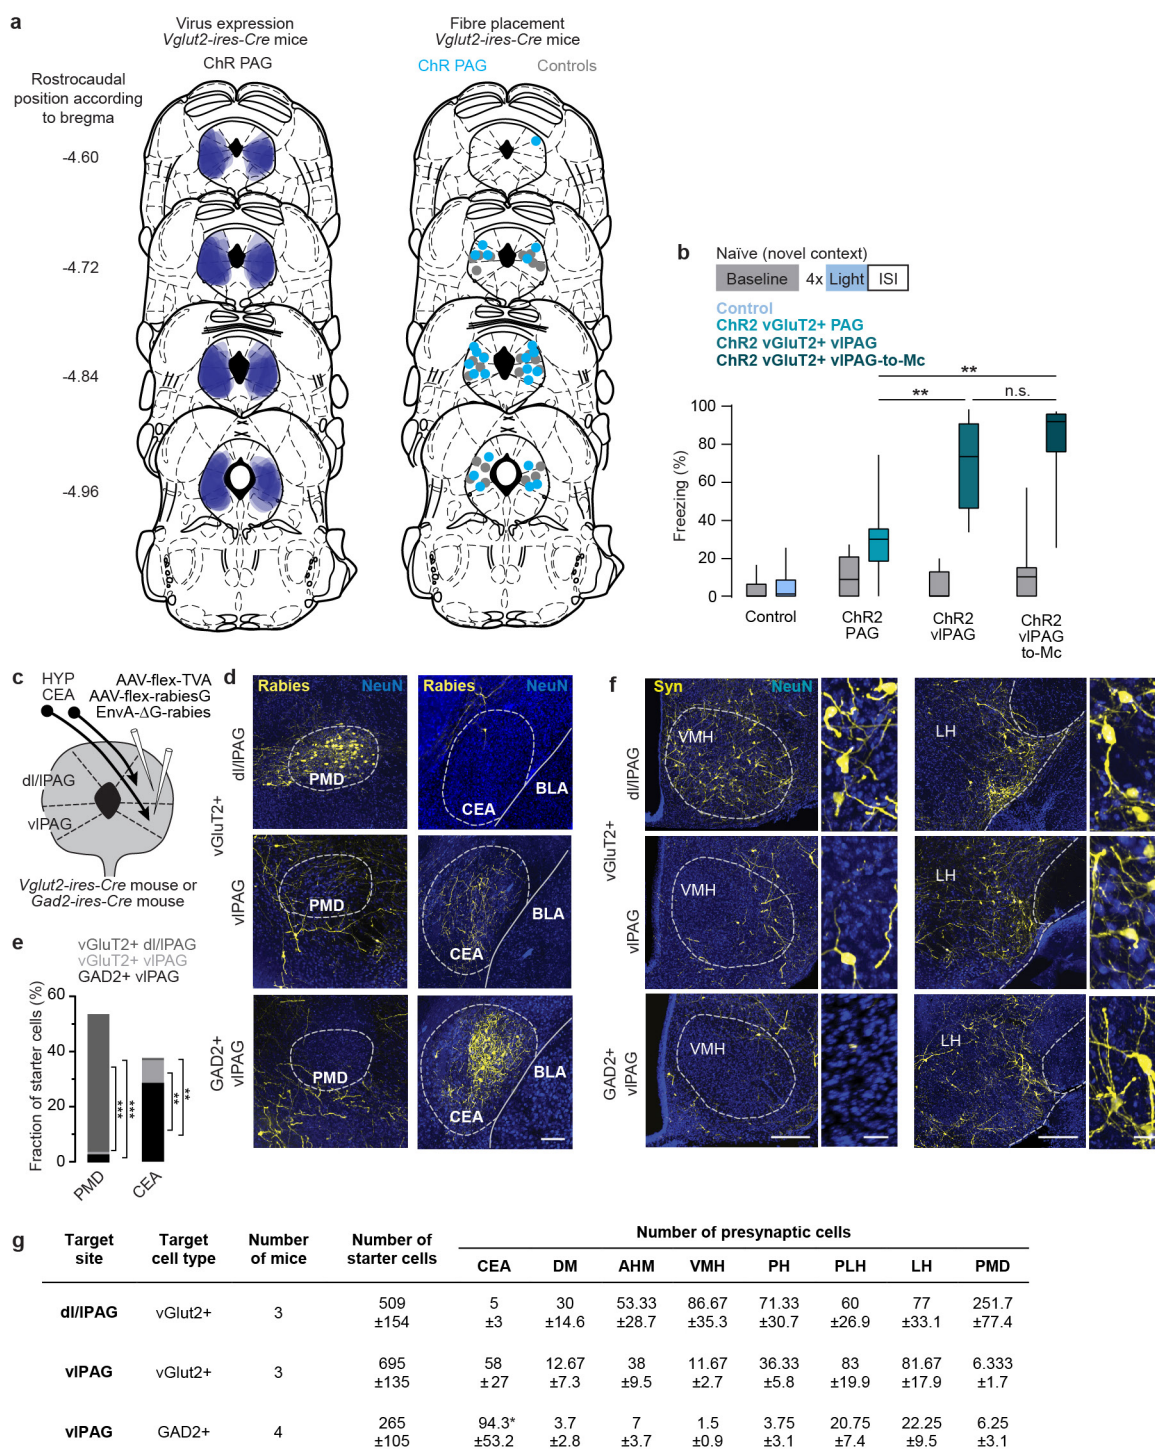 a
Virus expression
Vglut2-ires-Cre mice
ChR PAG
Fibre placement
Vglut2-ires-Cre mice
ChR PAG
Controls
Rostrocaudal
position according
to bregma
-4.60
-4.72
-4.84
-4.96
b
Naïve (novel context)
Baseline 4x Light ISI
Control
ChR2 vGluT2+ PAG
ChR2 vGluT2+ vlPAG
ChR2 vGluT2+ vlPAG-to-Mc
**
** n.s.
Freezing (%)
100
80
60
40
20
0
Control
ChR2
PAG
ChR2
vlPAG
ChR2
vlPAG
to-Mc
c
HYP
CEA
AAV-flex-TVA
AAV-flex-rabiesG
EnvA-ΔG-rabies
dl/lPAG
vlPAG
Vglut2-ires-Cre mouse or
Gad2-ires-Cre mouse
d
Rabies NeuN
Rabies NeuN
vGluT2+
dl/lPAG
PMD
CEA
BLA
vlPAG
PMD
CEA
BLA
GAD2+
vlPAG
PMD
CEA
BLA
e
vGluT2+ dl/lPAG
vGluT2+ vlPAG
GAD2+ vlPAG
Fraction of starter cells (%)
60
40
20
0
***
***
**
**
PMD
CEA
f
Syn NeuN
vGluT2+
dl/lPAG
VMH
LH
vlPAG
VMH
LH
GAD2+
vlPAG
VMH
LH
g
Target
site
Target
cell type
Number
of mice
Number of
starter cells
Number of presynaptic cells
CEA DM AHM VMH PH PLH LH PMD
dl/lPAG vGlut2+ 3
509 5 30 53.33 86.67 71.33 60 77 251.7
±154 ±3 ±14.6 ±28.7 ±35.3 ±30.7 ±26.9 ±33.1 ±77.4
vlPAG vGlut2+ 3
695 58 12.67 38 11.67 36.33 83 81.67 6.333
±135 ±27 ±7.3 ±9.5 ±2.7 ±5.8 ±19.9 ±17.9 ±1.7
vlPAG GAD2+ 4
265 94.3* 3.7 7 1.5 3.75 20.75 22.25 6.25
±105 ±53.2 ±2.8 ±3.7 ±0.9 ±3.1 ±7.4 ±9.5 ±3.1